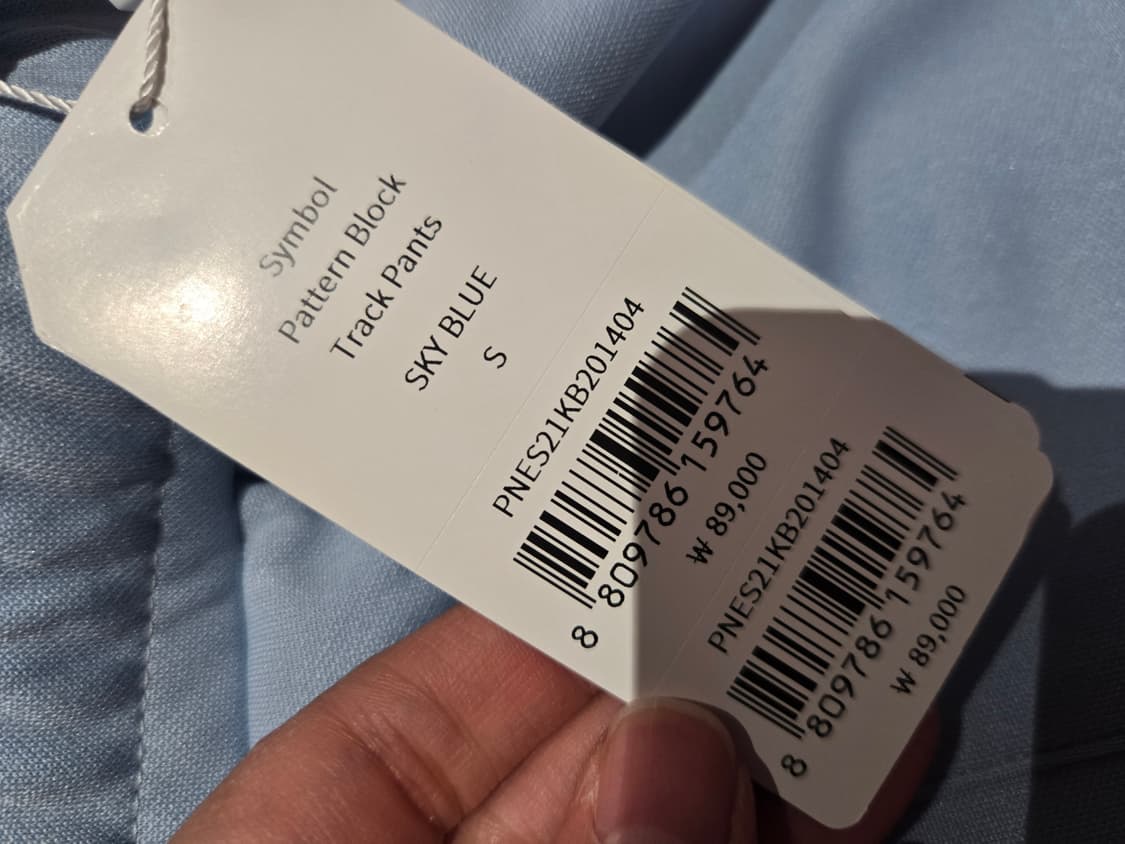 Symbol
Pattern Block
Track Pants
SKY BLUE
S
PNES21KB201404
8 809786 159764
₩ 89,000
PNES21KB201404
8 809786 159764
₩ 89,000